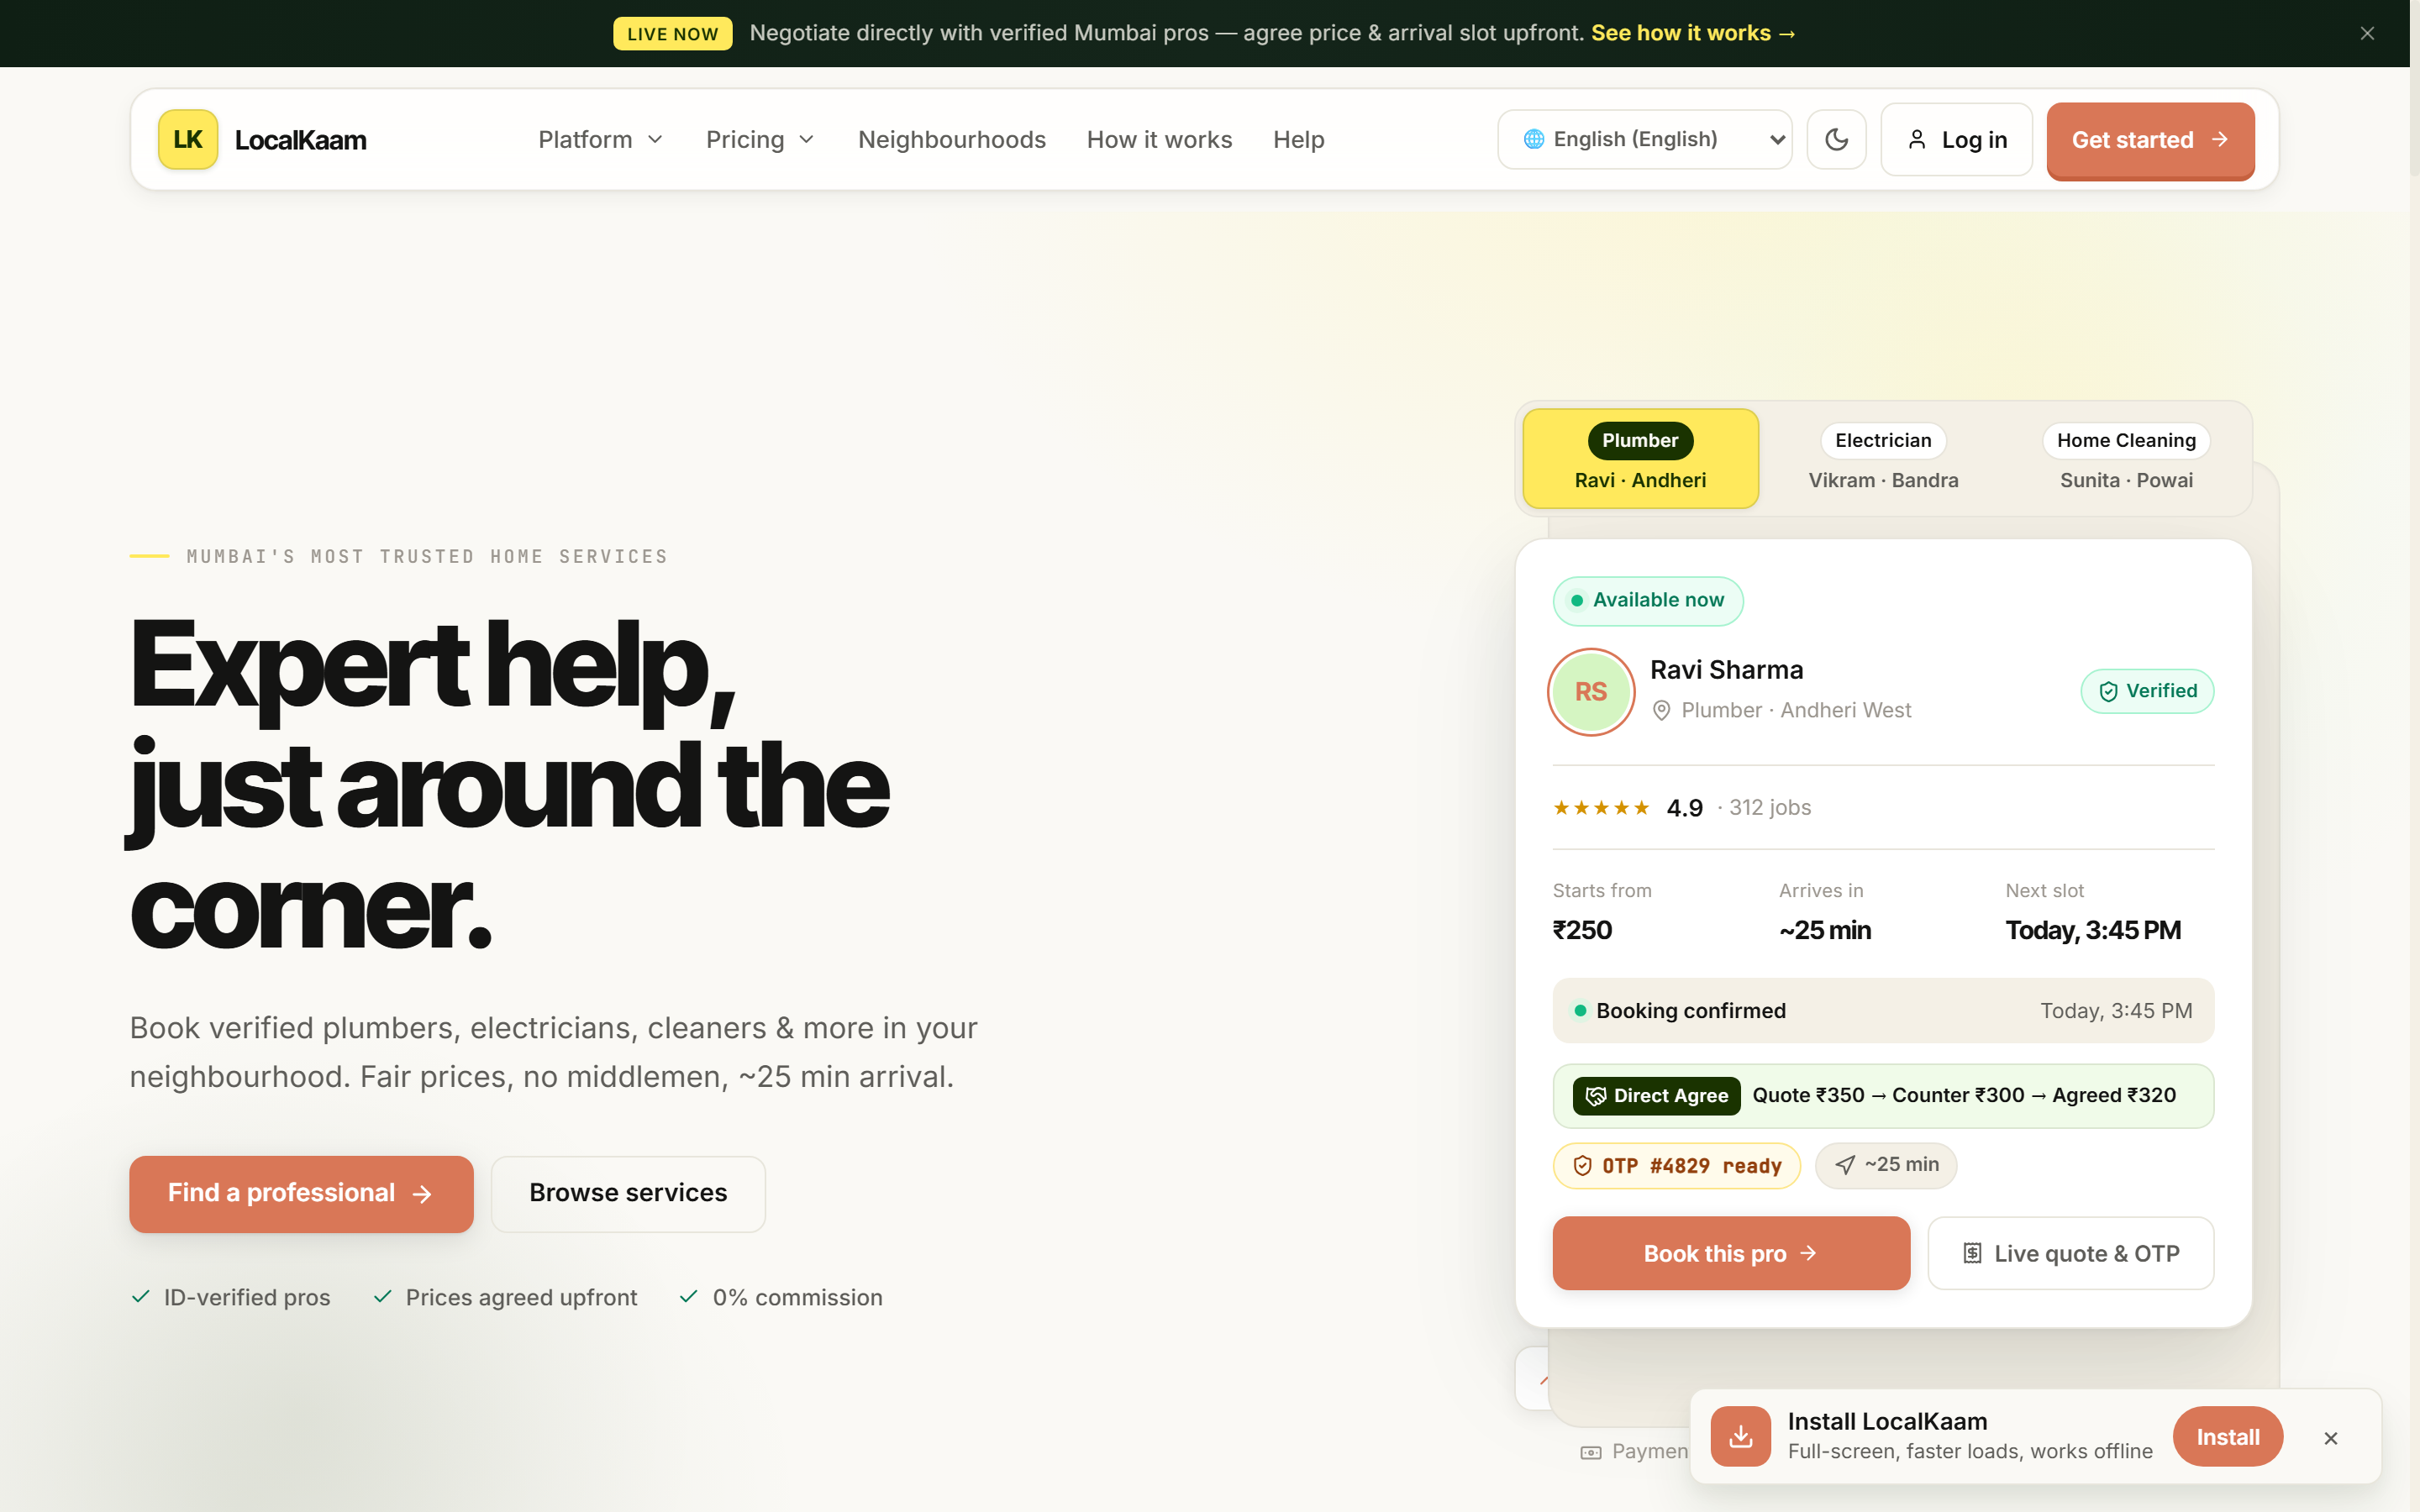 LIVE NOW Negotiate directly with verified Mumbai pros — agree price & arrival slot upfront. See how it works →
LK LocalKaam Platform Pricing Neighbourhoods How it works Help English (English) Log in Get started →
Plumber Electrician Home Cleaning
Ravi · Andheri Vikram · Bandra Sunita · Powai
MUMBAI'S MOST TRUSTED HOME SERVICES
Expert help,
just around the
corner.
Book verified plumbers, electricians, cleaners & more in your
neighbourhood. Fair prices, no middlemen, ~25 min arrival.
Find a professional → Browse services
ID-verified pros Prices agreed upfront 0% commission
Available now
RS Ravi Sharma
Plumber · Andheri West
Verified
★★★★★ 4.9 · 312 jobs
Starts from Arrives in Next slot
₹250 ~25 min Today, 3:45 PM
Booking confirmed Today, 3:45 PM
Direct Agree Quote ₹350 → Counter ₹300 → Agreed ₹320
OTP #4829 ready ~25 min
Book this pro → Live quote & OTP
Install LocalKaam
Full-screen, faster loads, works offline
Install